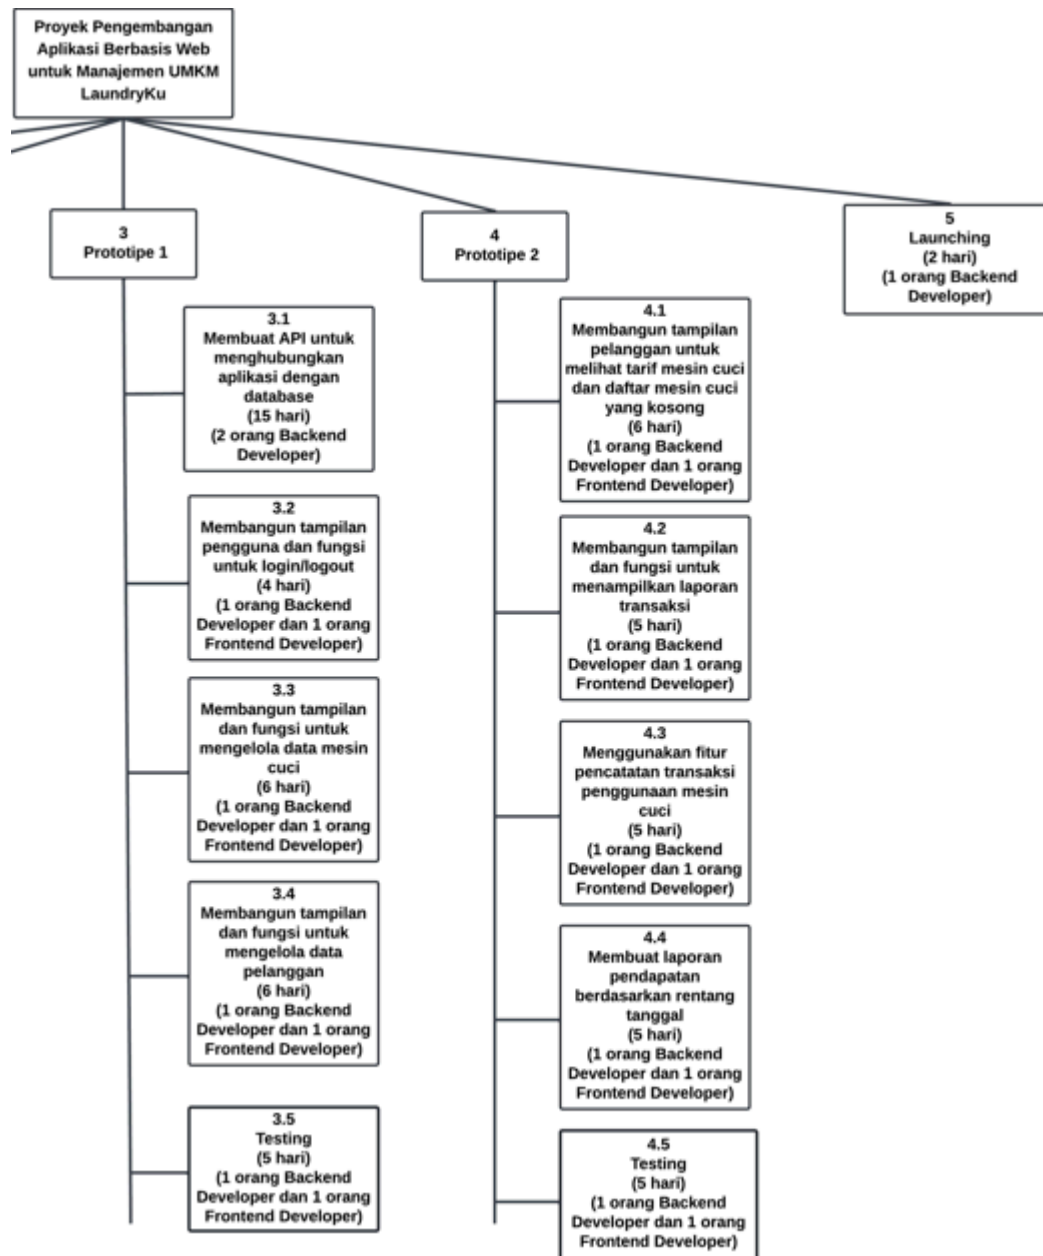 Proyek Pengembangan
Aplikasi Berbasis Web
untuk Manajemen UMKM
LaundryKu
3
Prototipe 1
3.1
Membuat API untuk
menghubungkan
aplikasi dengan
database
(15 hari)
(2 orang Backend
Developer)
3.2
Membangun tampilan
pengguna dan fungsi
untuk login/logout
(4 hari)
(1 orang Backend
Developer dan 1 orang
Frontend Developer)
3.3
Membangun tampilan
dan fungsi untuk
mengelola data mesin
cuci
(6 hari)
(1 orang Backend
Developer dan 1 orang
Frontend Developer)
3.4
Membangun tampilan
dan fungsi untuk
mengelola data
pelanggan
(6 hari)
(1 orang Backend
Developer dan 1 orang
Frontend Developer)
3.5
Testing
(5 hari)
(1 orang Backend
Developer dan 1 orang
Frontend Developer)
4
Prototipe 2
4.1
Membangun tampilan
pelanggan untuk
melihat tarif mesin cuci
dan daftar mesin cuci
yang kosong
(6 hari)
(1 orang Backend
Developer dan 1 orang
Frontend Developer)
4.2
Membangun tampilan
dan fungsi untuk
menampilkan laporan
transaksi
(5 hari)
(1 orang Backend
Developer dan 1 orang
Frontend Developer)
4.3
Menggunakan fitur
pencatatan transaksi
penggunaan mesin
cuci
(5 hari)
(1 orang Backend
Developer dan 1 orang
Frontend Developer)
4.4
Membuat laporan
pendapatan
berdasarkan rentang
tanggal
(5 hari)
(1 orang Backend
Developer dan 1 orang
Frontend Developer)
4.5
Testing
(5 hari)
(1 orang Backend
Developer dan 1 orang
Frontend Developer)
5
Launching
(2 hari)
(1 orang Backend
Developer)